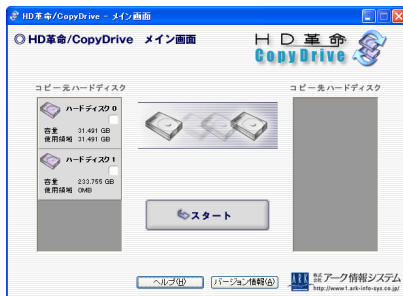 HD革命/CopyDrive - メイン画面
◎ HD革命/CopyDrive メイン画面
HD革命
CopyDrive
コピー元ハードディスク
コピー先ハードディスク
ハードディスク 0
容量 31.491 GB
使用領域 31.491 GB
ハードディスク 1
容量 233.755 GB
使用領域 0MB
スタート
ヘルプ(H)
バージョン情報(A)
ARK 株式会社 アーク情報システム
http://www1.ark-info-sys.co.jp/